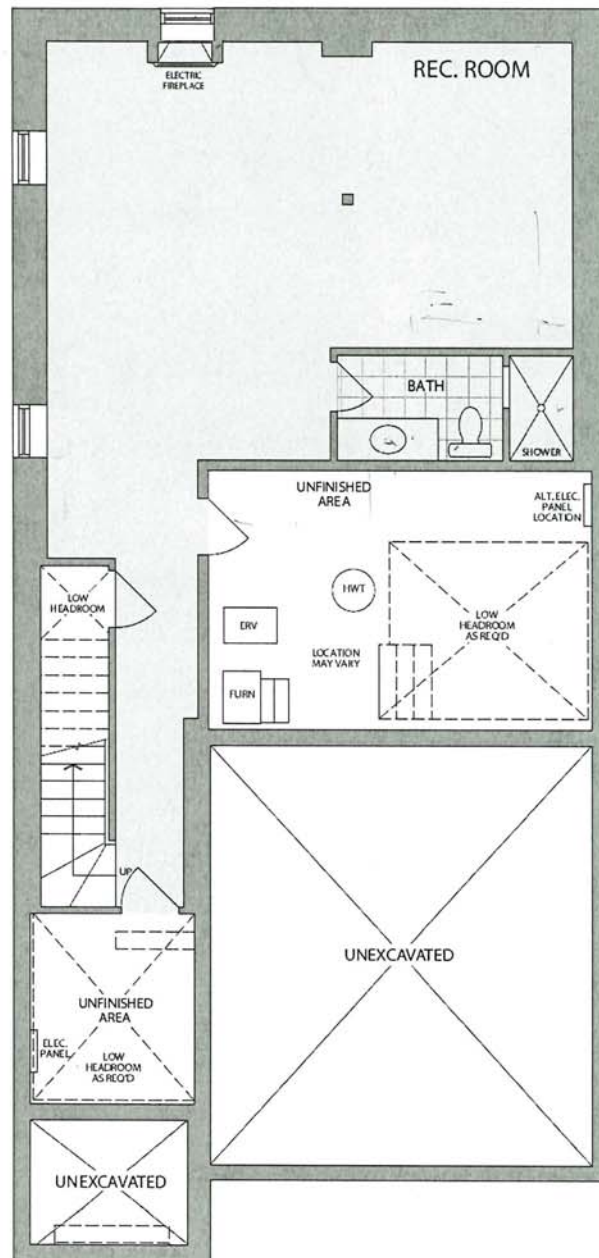 ELECTRIC
FIREPLACE
REC. ROOM
BATH
SHOWER
UNFINISHED
AREA
ALT. ELEC.
PANEL
LOCATION
LOW
HEADROOM
HWT
ERV
LOW
HEADROOM
AS REQ'D
LOCATION
MAY VARY
FURN
UP
UNEXCAVATED
UNFINISHED
AREA
ELEC.
PANEL
LOW
HEADROOM
AS REQ'D
UNEXCAVATED